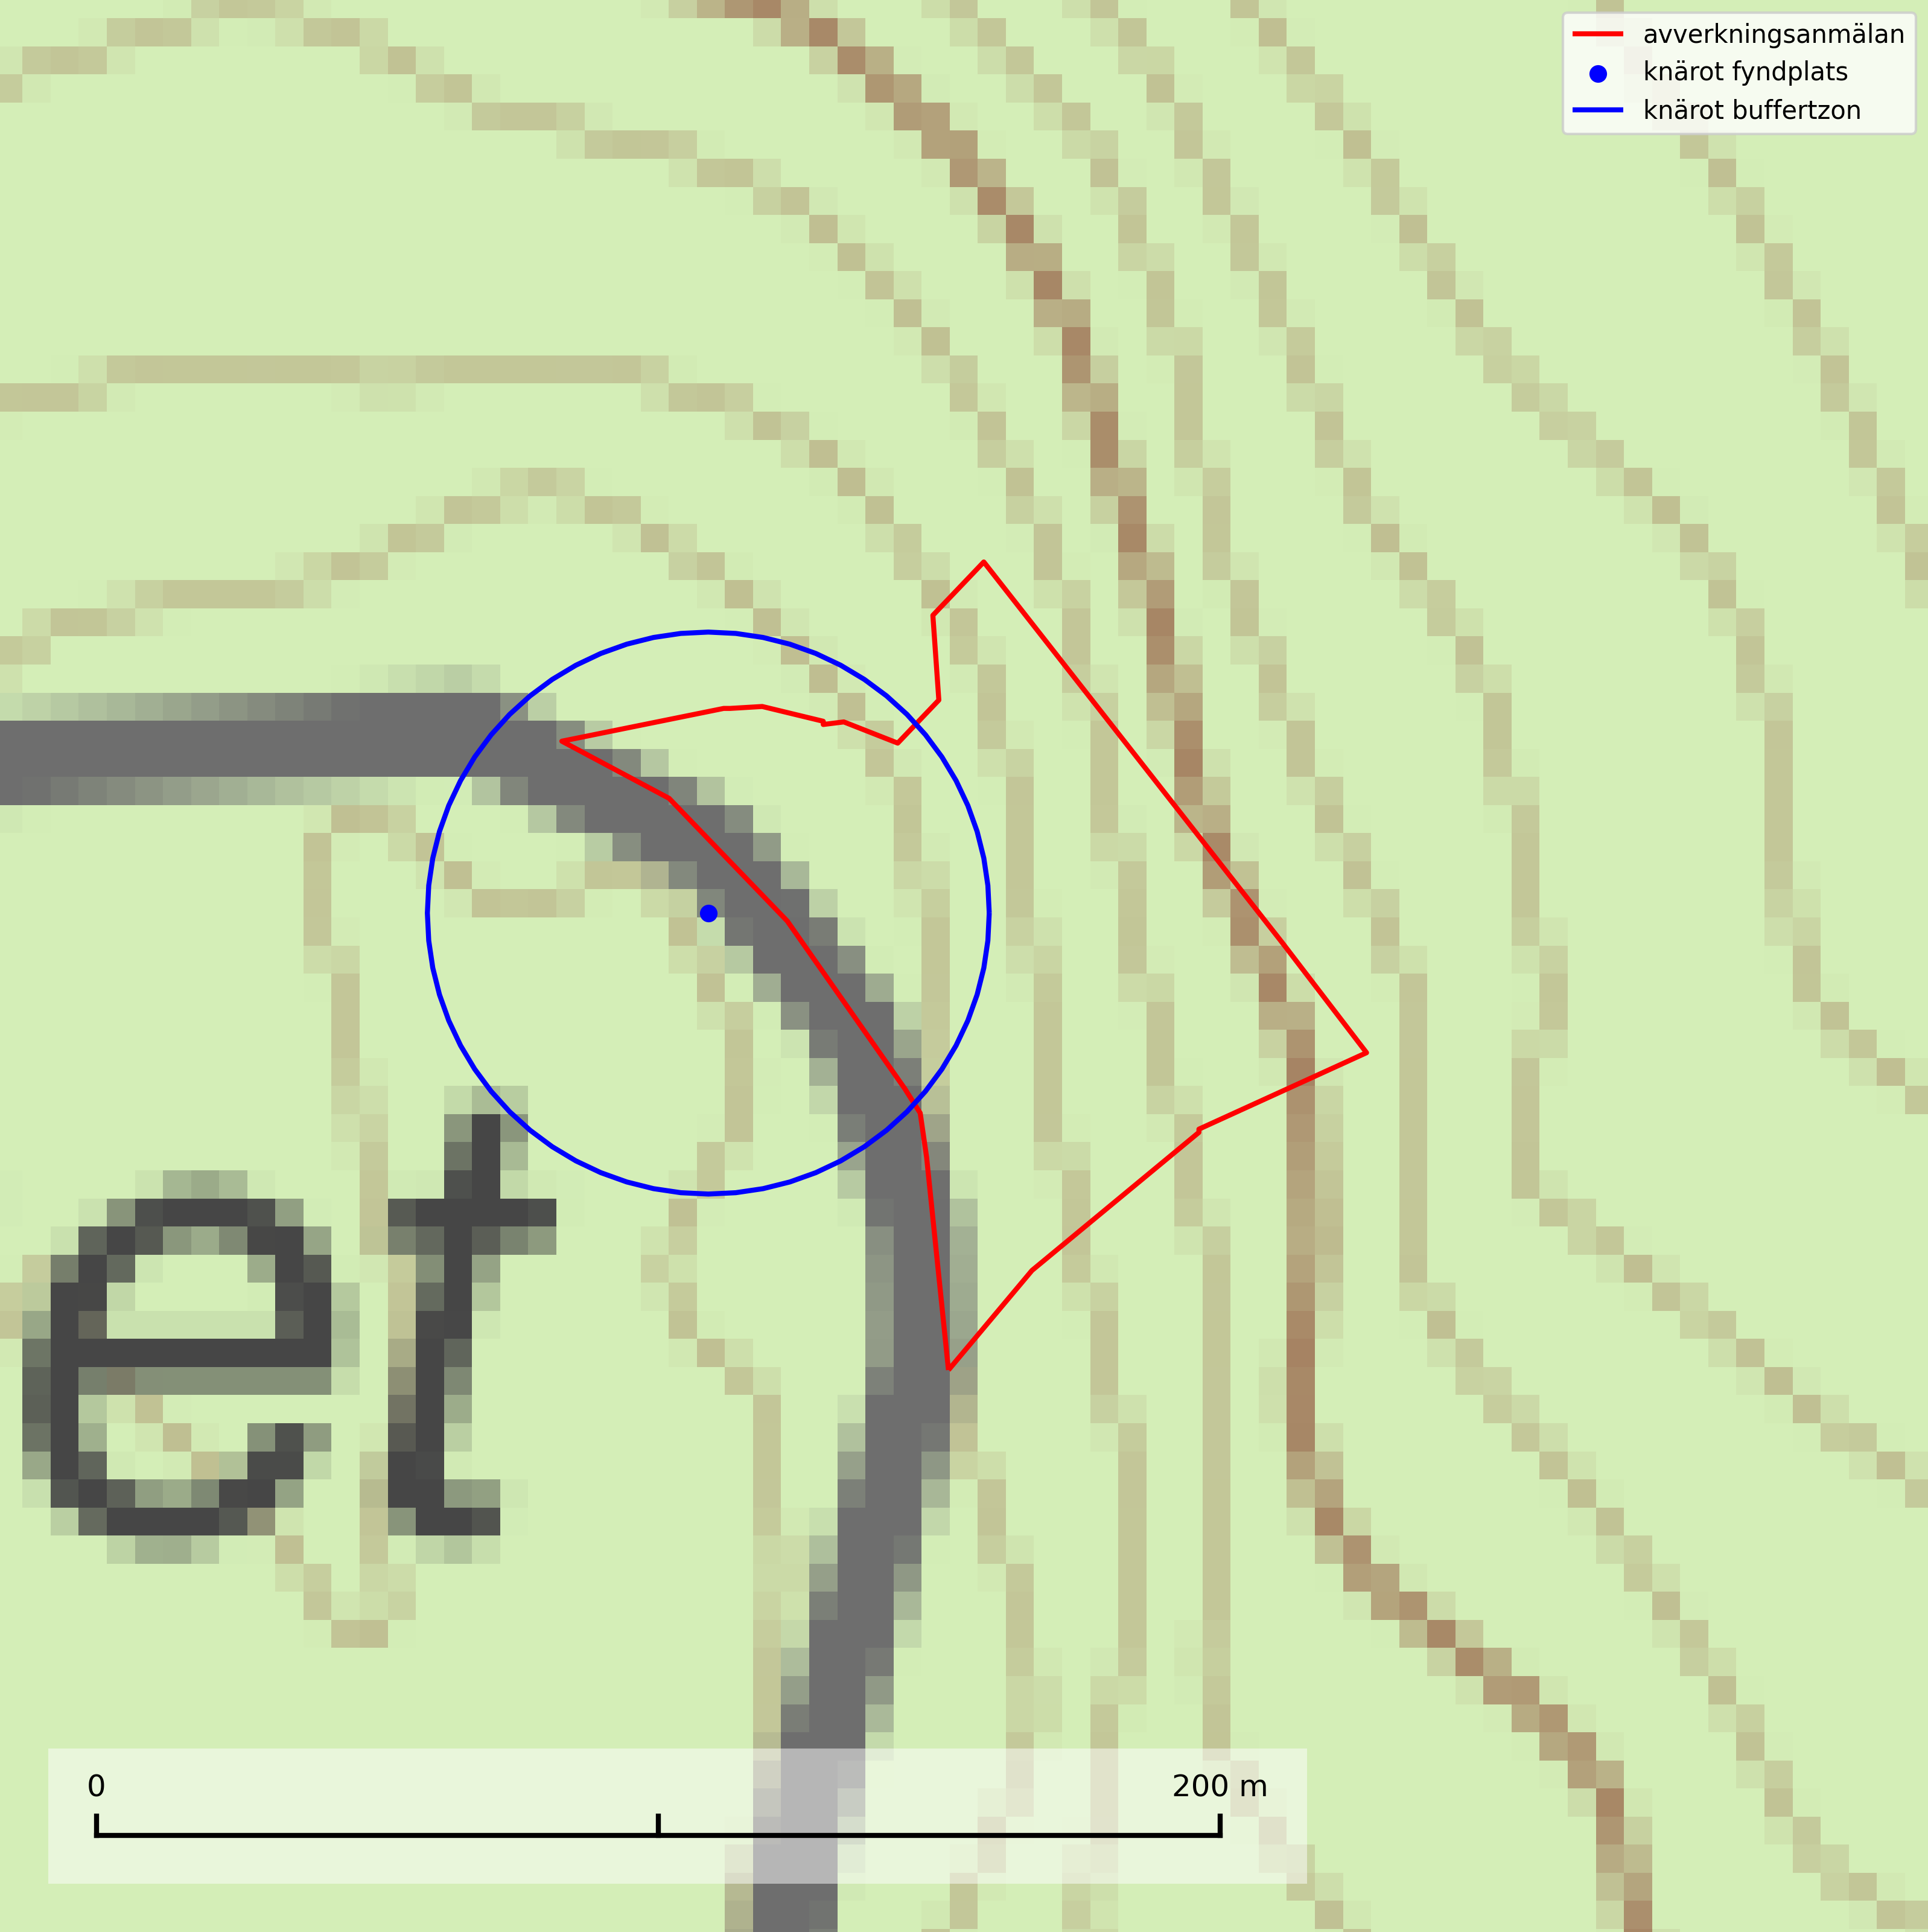 avverkningsanmälan
knärot fyndplats
knärot buffertzon
et
0 200 m